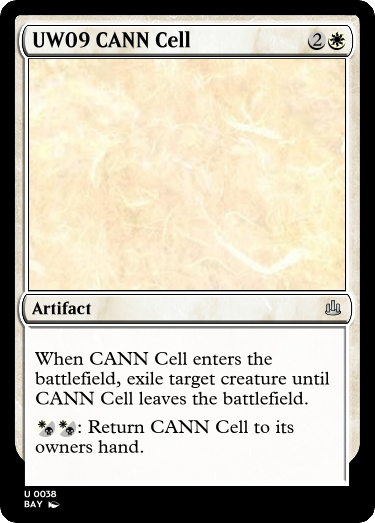 UW09 CANN Cell 2
Artifact
When CANN Cell enters the
battlefield, exile target creature until
CANN Cell leaves the battlefield.
: Return CANN Cell to its
owners hand.
U 0038
BAY